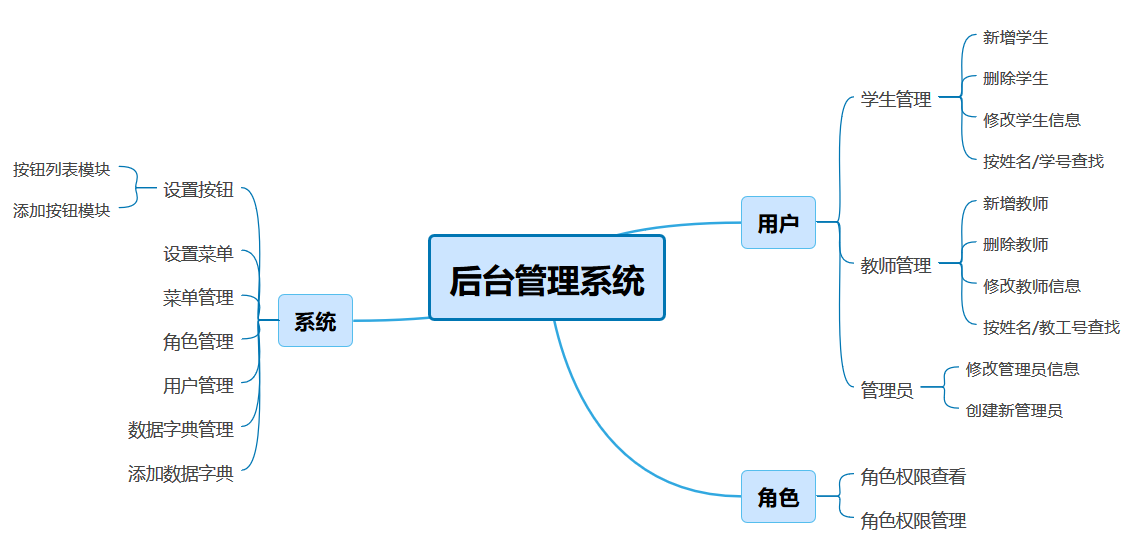 后台管理系统
用户
学生管理
新增学生
删除学生
修改学生信息
按姓名/学号查找
教师管理
新增教师
删除教师
修改教师信息
按姓名/教工号查找
管理员
修改管理员信息
创建新管理员
角色
角色权限查看
角色权限管理
系统
设置按钮
按钮列表模块
添加按钮模块
设置菜单
菜单管理
角色管理
用户管理
数据字典管理
添加数据字典